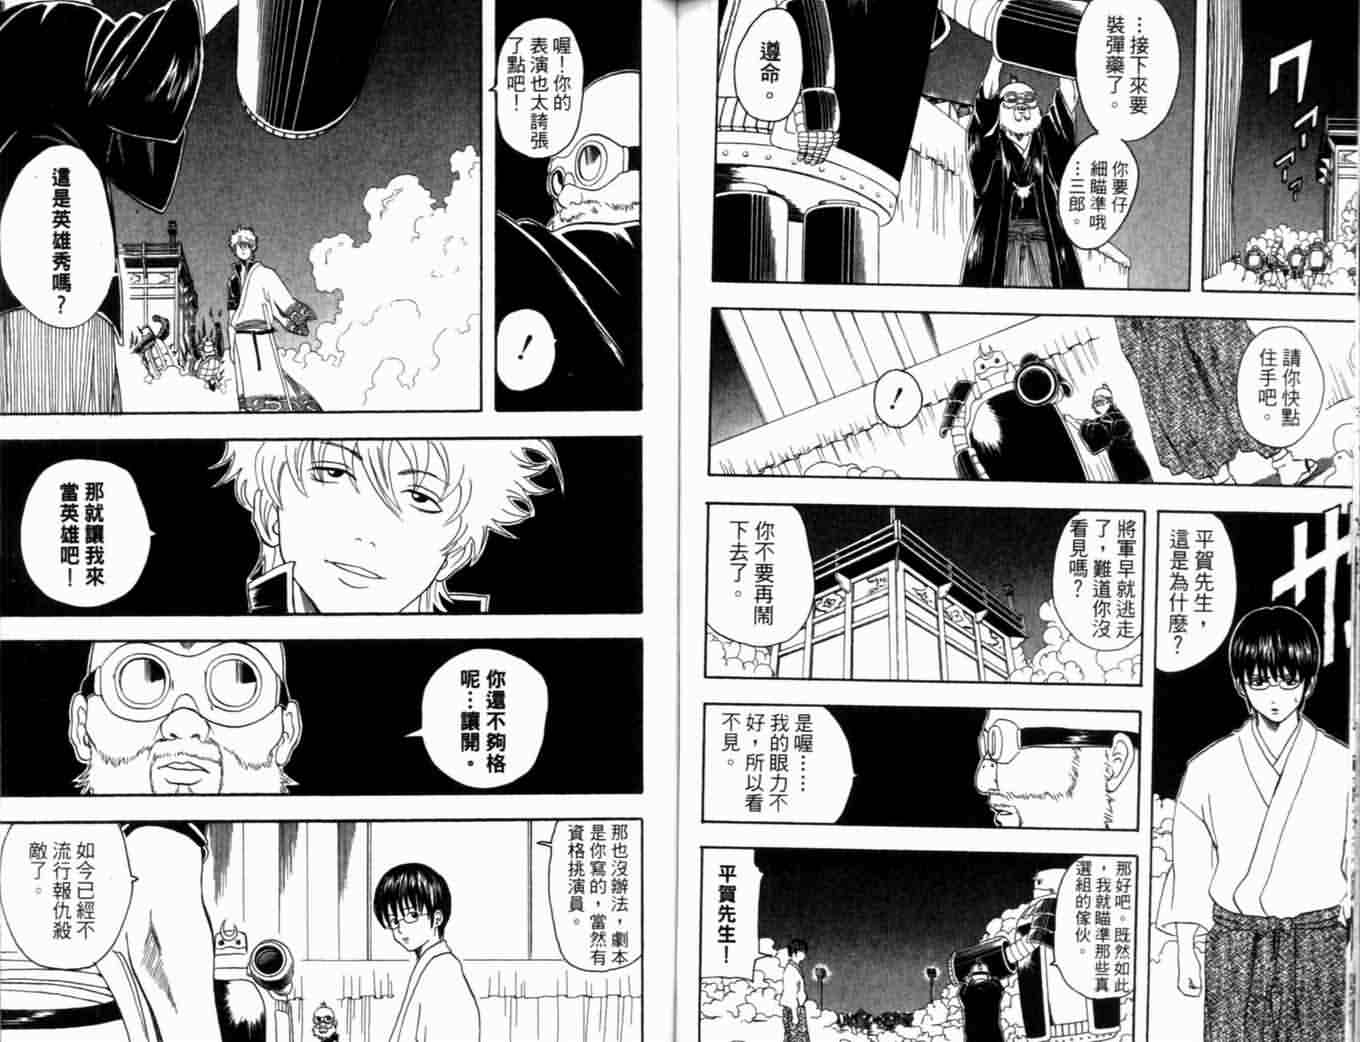 …接下來要
裝彈藥了。
你要仔
細瞄準哦
…三郎。
遵命。
請你快點
住手吧。
！
平賀先生，
這是為什麼？
將軍早就逃走
了，難道你沒
看見嗎？
你不要再鬧
下去了。
是喔……
我的眼力不
好，所以看
不見。
那好吧。既然如此
，我就瞄準那些真
選組的傢伙。
平賀先生！
喔！你的
表演也太誇張
了點吧！
！
這是英雄秀嗎？
那就讓我來
當英雄吧！
你還不夠格
呢…讓開。
那也沒辦法，劇本
是你寫的，當然有
資格挑演員。
如今已經不
流行報仇殺
敵了。